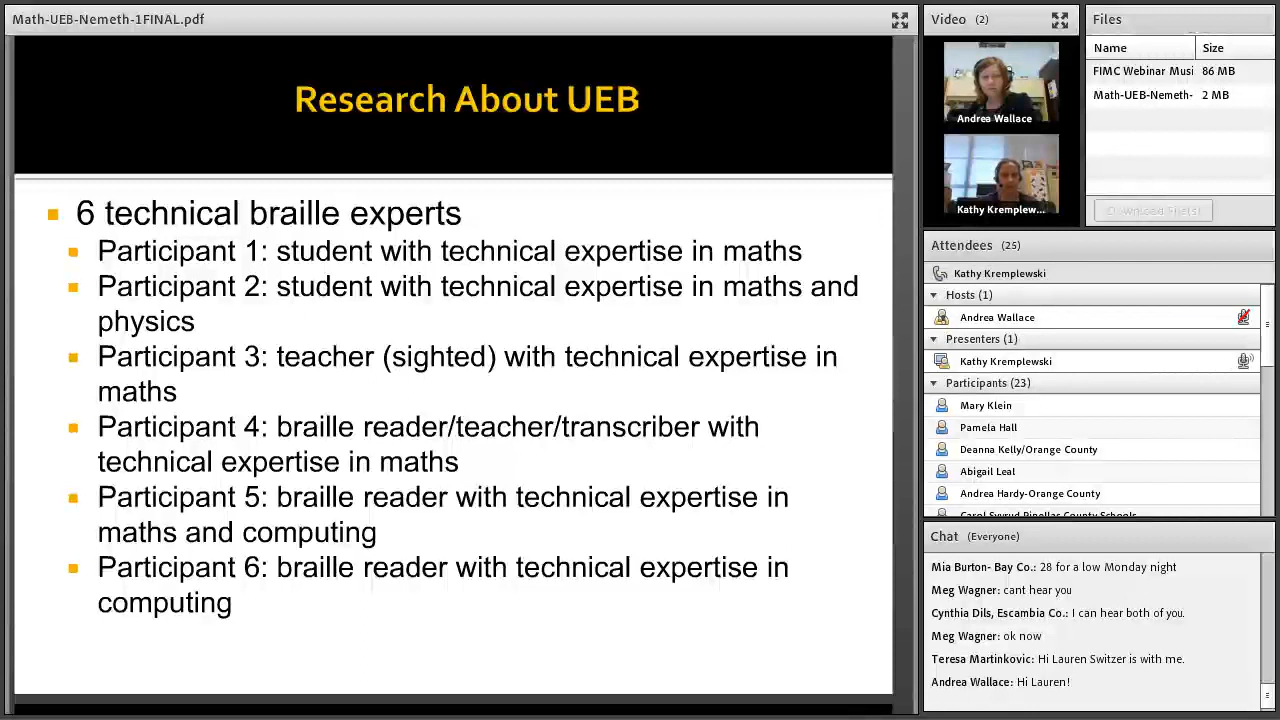 Math-UEB-Nemeth-1FINAL.pdf
Research About UEB
6 technical braille experts
Participant 1: student with technical expertise in maths
Participant 2: student with technical expertise in maths and
physics
Participant 3: teacher (sighted) with technical expertise in
maths
Participant 4: braille reader/teacher/transcriber with
technical expertise in maths
Participant 5: braille reader with technical expertise in
maths and computing
Participant 6: braille reader with technical expertise in
computing
Video (2)
Andrea Wallace
Kathy Kremplew...
Files
Name Size
FIMC Webinar Musi 86 MB
Math-UEB-Nemeth- 2 MB
Download File(s)
Attendees (25)
Kathy Kremplewski
Hosts (1)
Andrea Wallace
Presenters (1)
Kathy Kremplewski
Participants (23)
Mary Klein
Pamela Hall
Deanna Kelly/Orange County
Abigail Leal
Andrea Hardy-Orange County
Pinellas County Schools
Chat (Everyone)
Mia Burton- Bay Co.: 28 for a low Monday night
Meg Wagner: cant hear you
Cynthia Dils, Escambia Co.: I can hear both of you.
Meg Wagner: ok now
Teresa Martinkovic: Hi Lauren Switzer is with me.
Andrea Wallace: Hi Lauren!